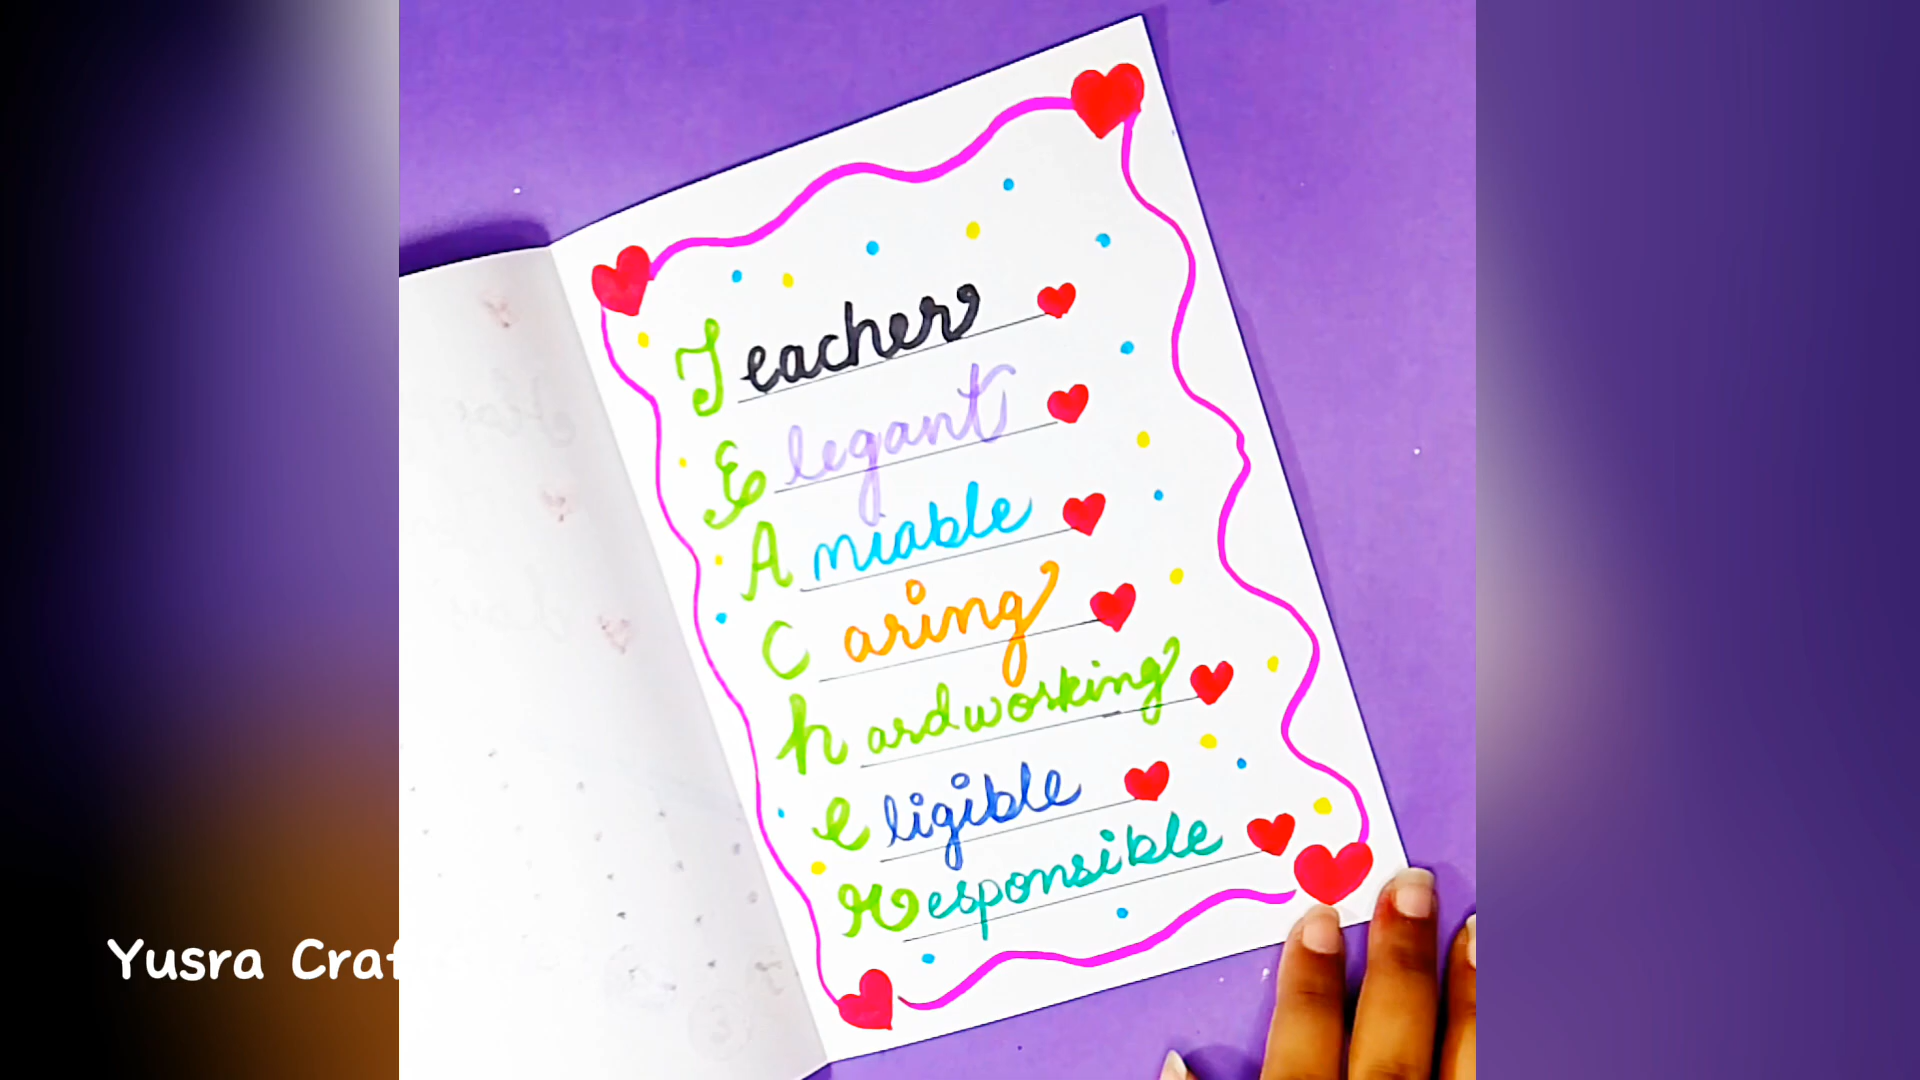 Teacher
Elegant
Amiable
Caring
hardworking
eligible
Responsible
Yusra Craf